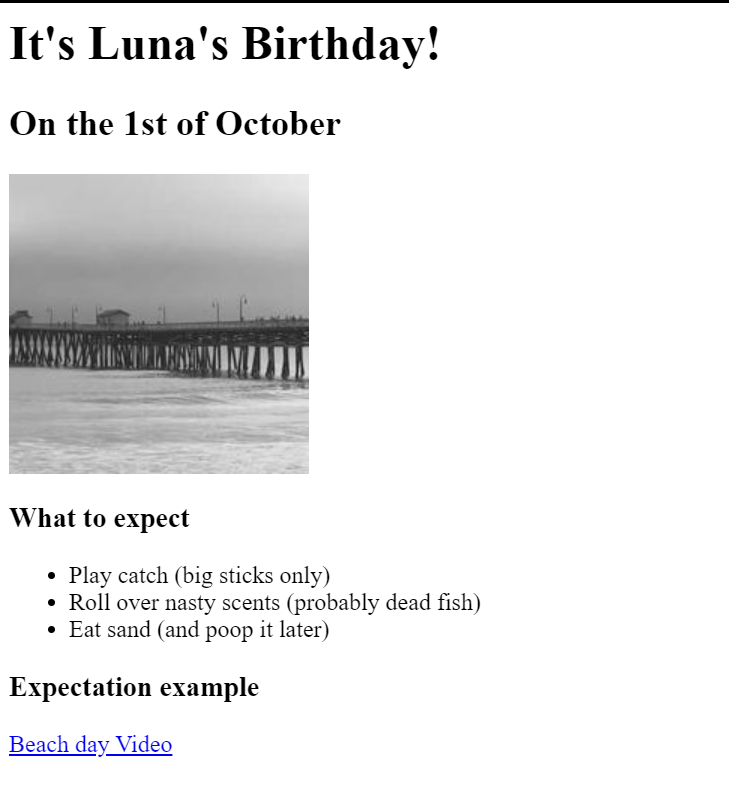 It's Luna's Birthday!
On the 1st of October
What to expect
• Play catch (big sticks only)
• Roll over nasty scents (probably dead fish)
• Eat sand (and poop it later)
Expectation example
Beach day Video